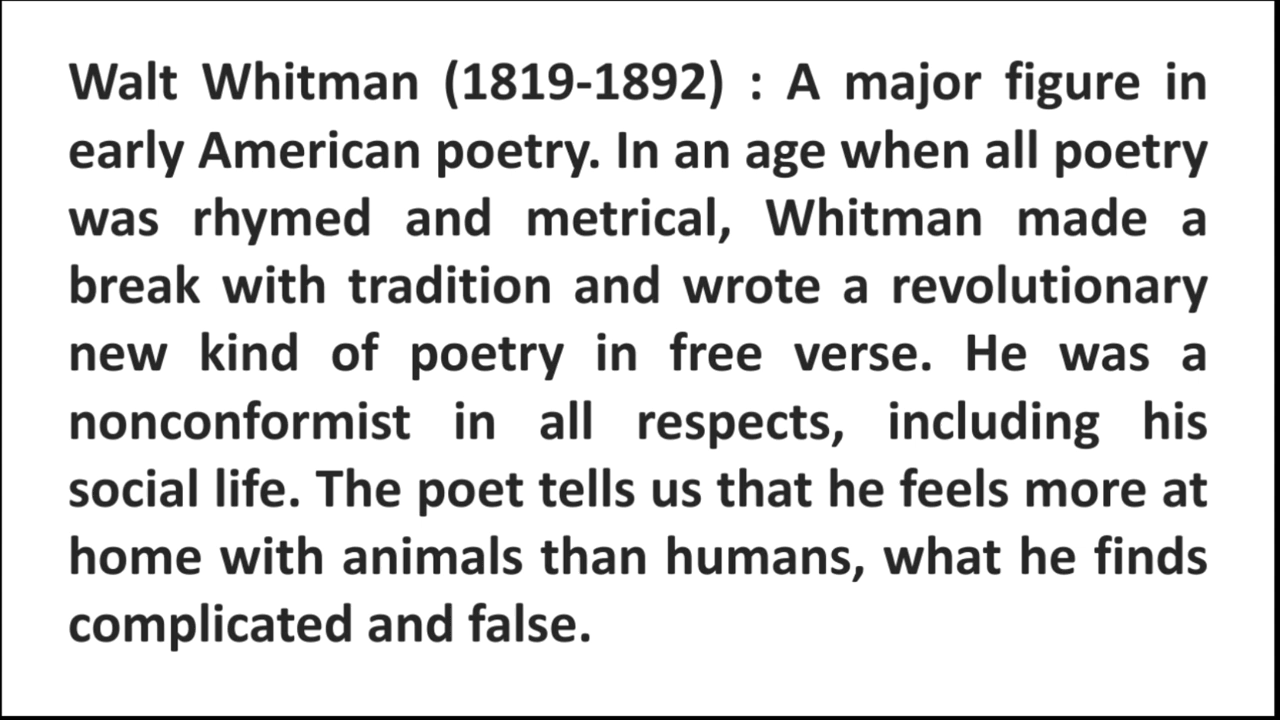 Walt Whitman (1819-1892) : A major figure in
early American poetry. In an age when all poetry
was rhymed and metrical, Whitman made a
break with tradition and wrote a revolutionary
new kind of poetry in free verse. He was a
nonconformist in all respects, including his
social life. The poet tells us that he feels more at
home with animals than humans, what he finds
complicated and false.